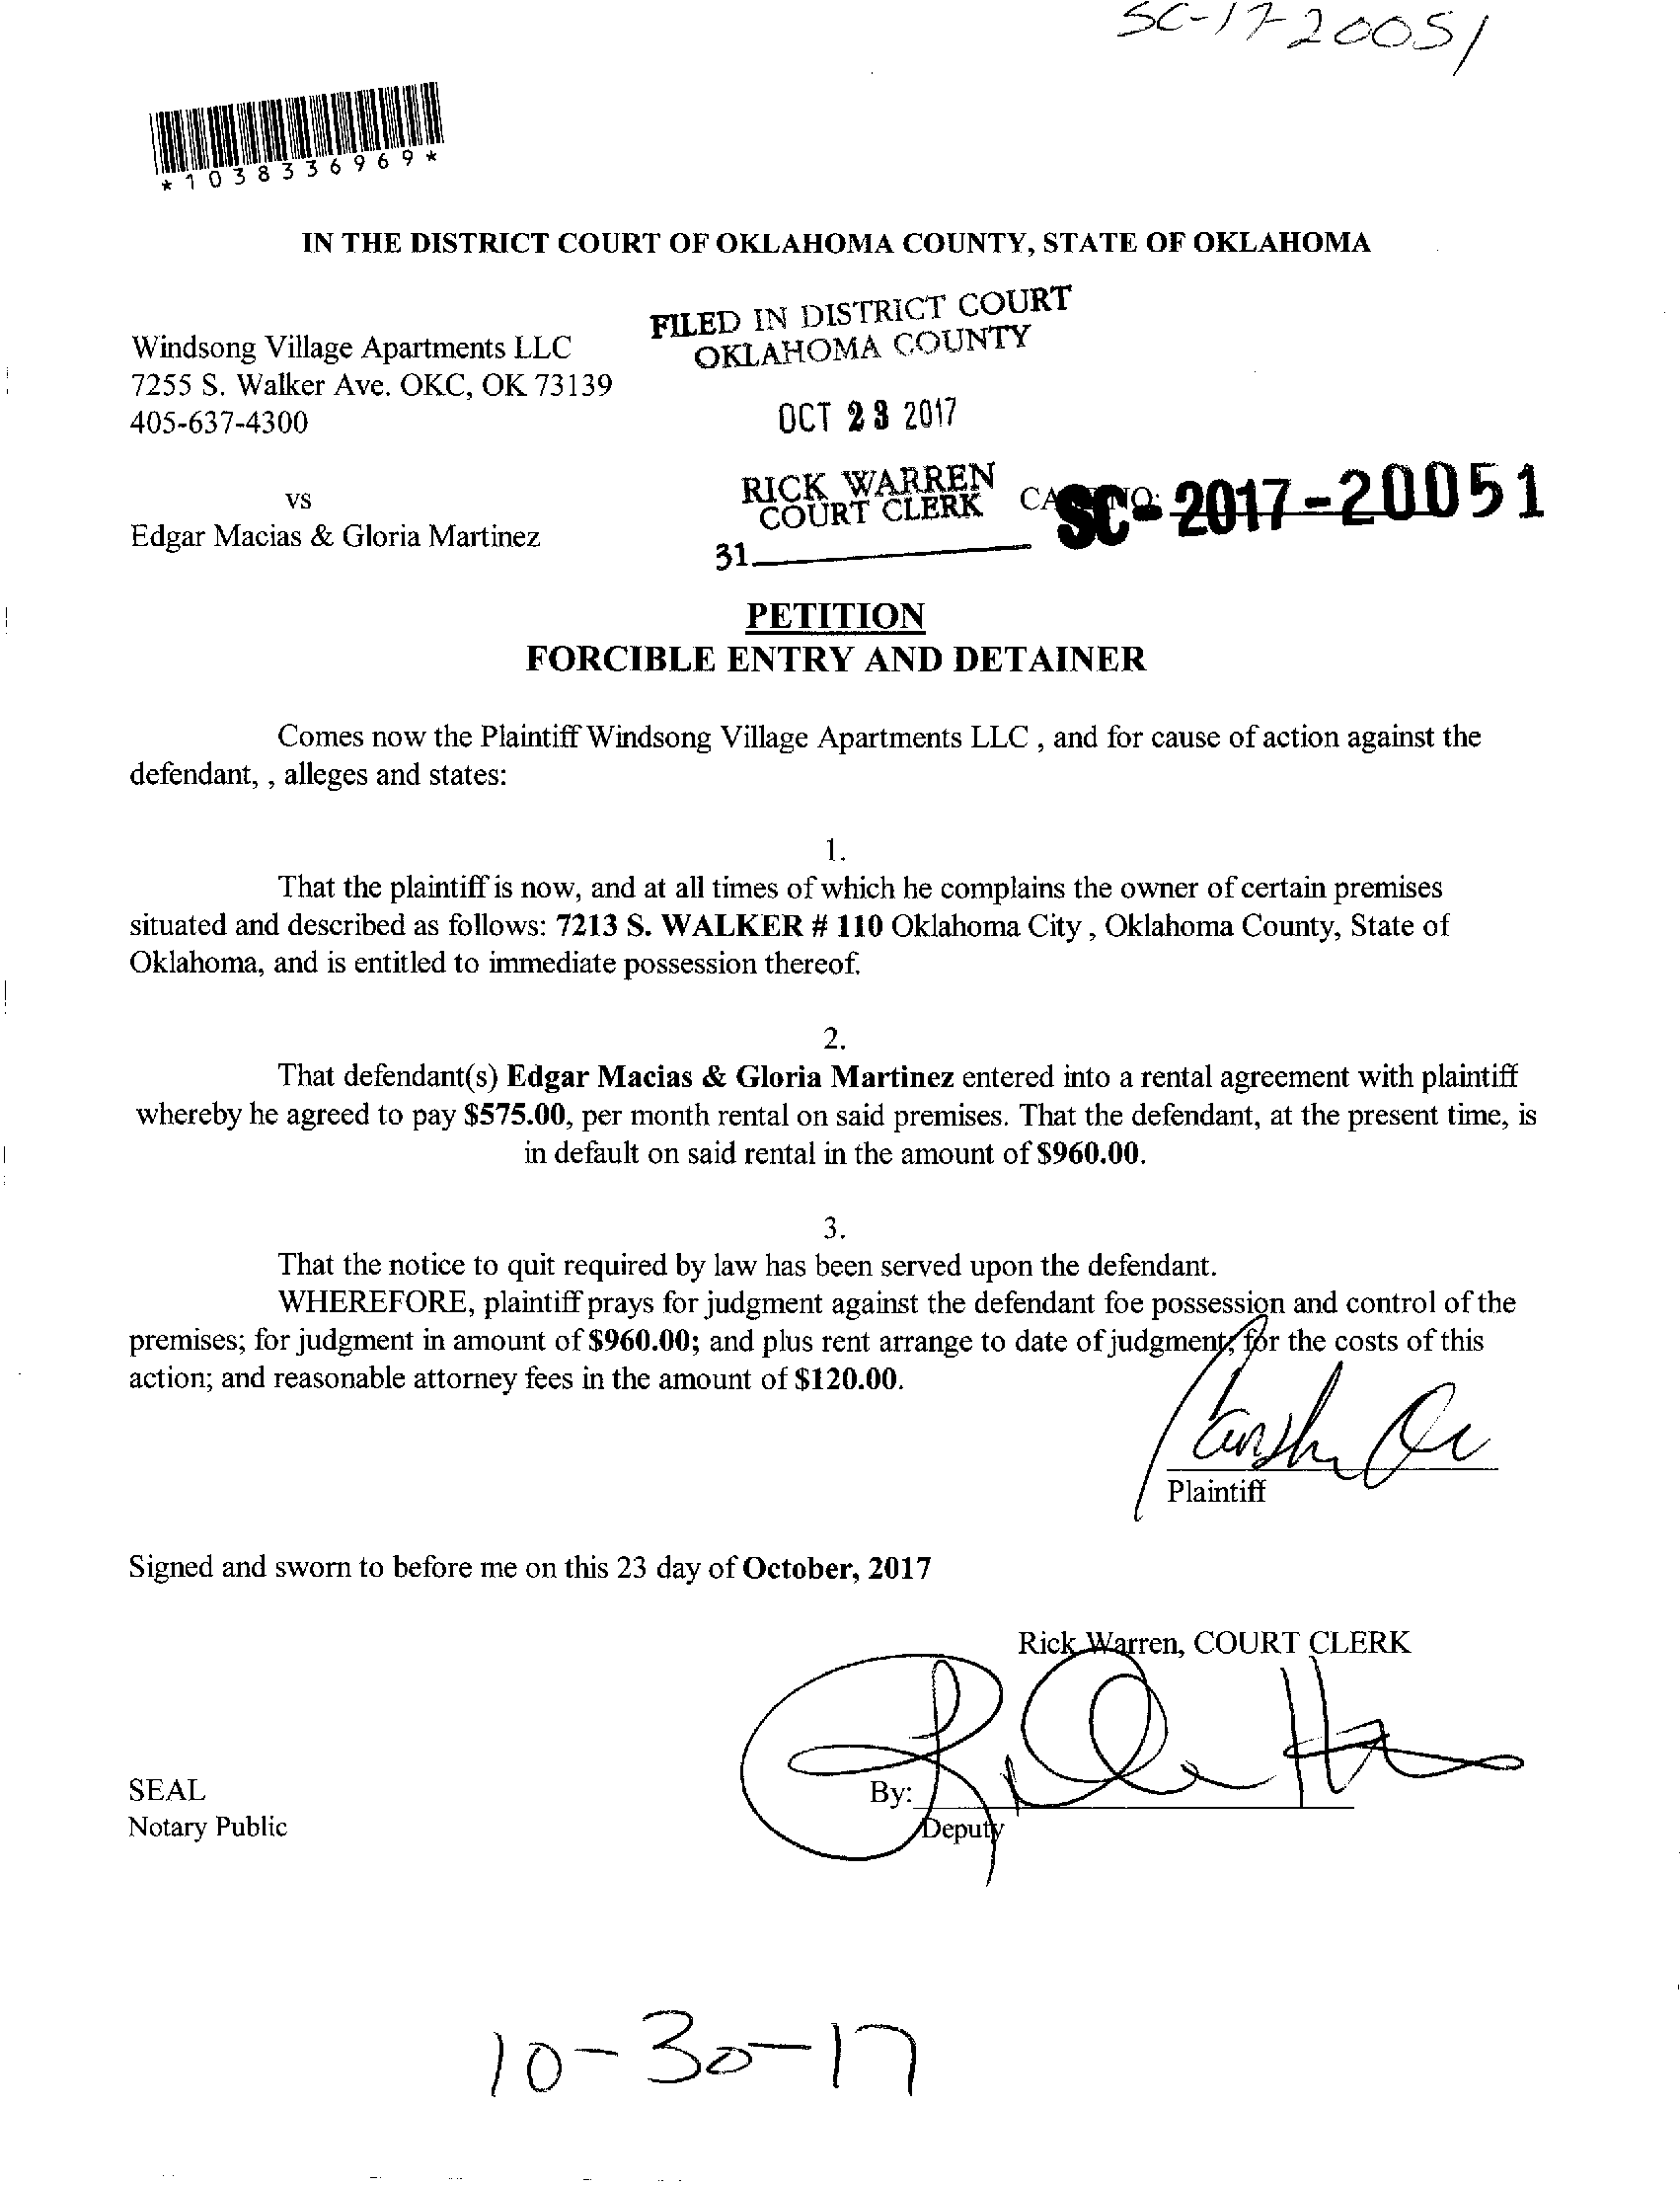 SC-17-20051
*1038336969*
IN THE DISTRICT COURT OF OKLAHOMA COUNTY, STATE OF OKLAHOMA
FILED IN DISTRICT COURT
OKLAHOMA COUNTY
Windsong Village Apartments LLC
7255 S. Walker Ave. OKC, OK 73139
405-637-4300
OCT 23 2017
RICK WARREN
COURT CLERK
31
SC-2017-20051
vs
Edgar Macias & Gloria Martinez
PETITION
FORCIBLE ENTRY AND DETAINER
Comes now the Plaintiff Windsong Village Apartments LLC , and for cause of action against the
defendant, , alleges and states:
1.
That the plaintiff is now, and at all times of which he complains the owner of certain premises
situated and described as follows: 7213 S. WALKER # 110 Oklahoma City , Oklahoma County, State of
Oklahoma, and is entitled to immediate possession thereof.
2.
That defendant(s) Edgar Macias & Gloria Martinez entered into a rental agreement with plaintiff
whereby he agreed to pay $575.00, per month rental on said premises. That the defendant, at the present time, is
in default on said rental in the amount of $960.00.
3.
That the notice to quit required by law has been served upon the defendant.
WHEREFORE, plaintiff prays for judgment against the defendant foe possession and control of the
premises; for judgment in amount of $960.00; and plus rent arrange to date of judgment; for the costs of this
action; and reasonable attorney fees in the amount of $120.00.
Plaintiff
Signed and sworn to before me on this 23 day of October, 2017
Rick Warren, COURT CLERK
SEAL
By:
Notary Public
Deputy
10-30-17